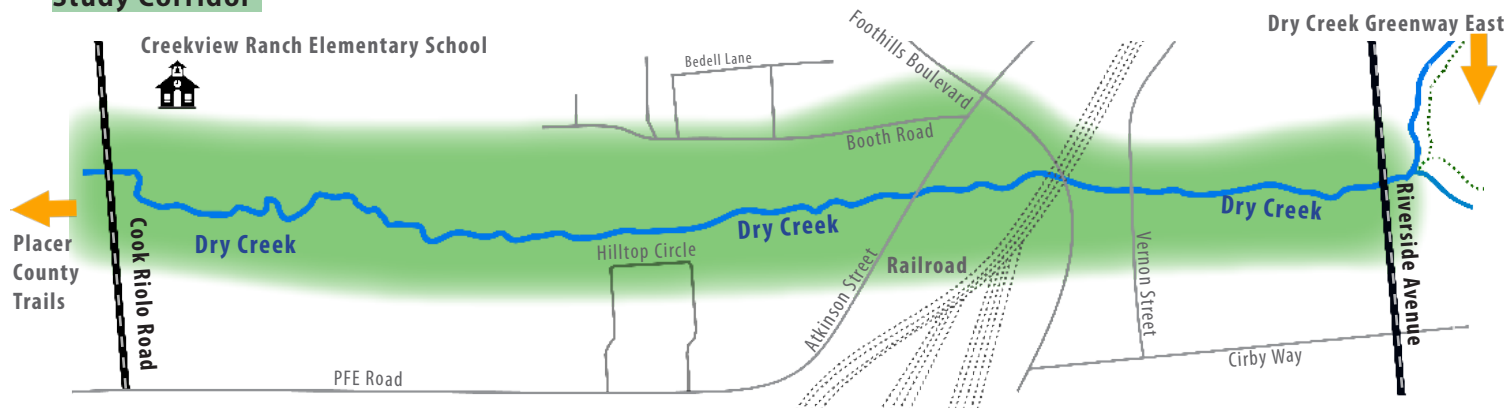 Study Corridor
Dry Creek Greenway East
Creekview Ranch Elementary School
Foothills Boulevard
Bedell Lane
Booth Road
Dry Creek
Dry Creek
Dry Creek
Placer
County
Trails
Cook Riolo Road
Hilltop Circle
Railroad
Atkinson Street
Vernon Street
Riverside Avenue
Cirby Way
PFE Road